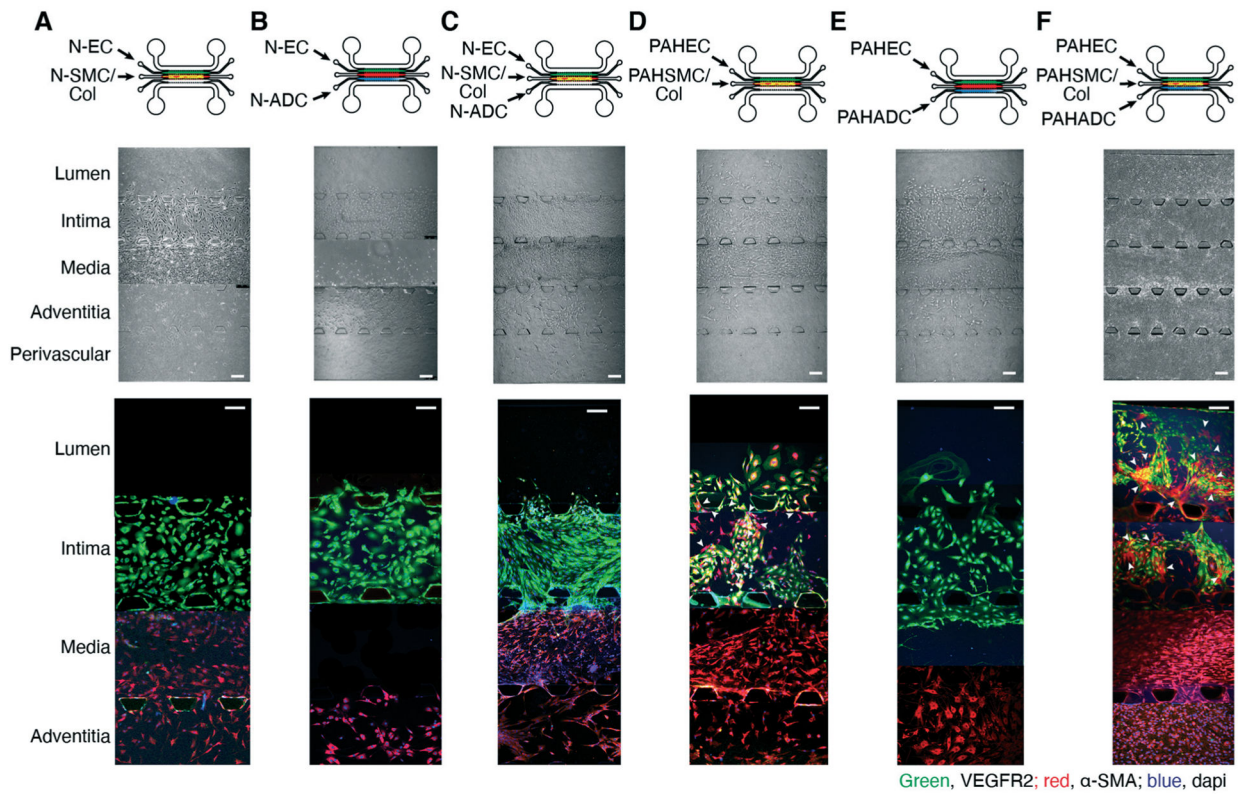 A
N-EC
N-SMC/
Col
B
N-EC
N-ADC
C
N-EC
N-SMC/
Col
N-ADC
D
PAHEC
PAHSMC/
Col
E
PAHEC
PAHADC
F
PAHEC
PAHSMC/
Col
PAHADC
Lumen
Intima
Media
Adventitia
Perivascular
Lumen
Intima
Media
Adventitia
Green, VEGFR2; red, α-SMA; blue, dapi